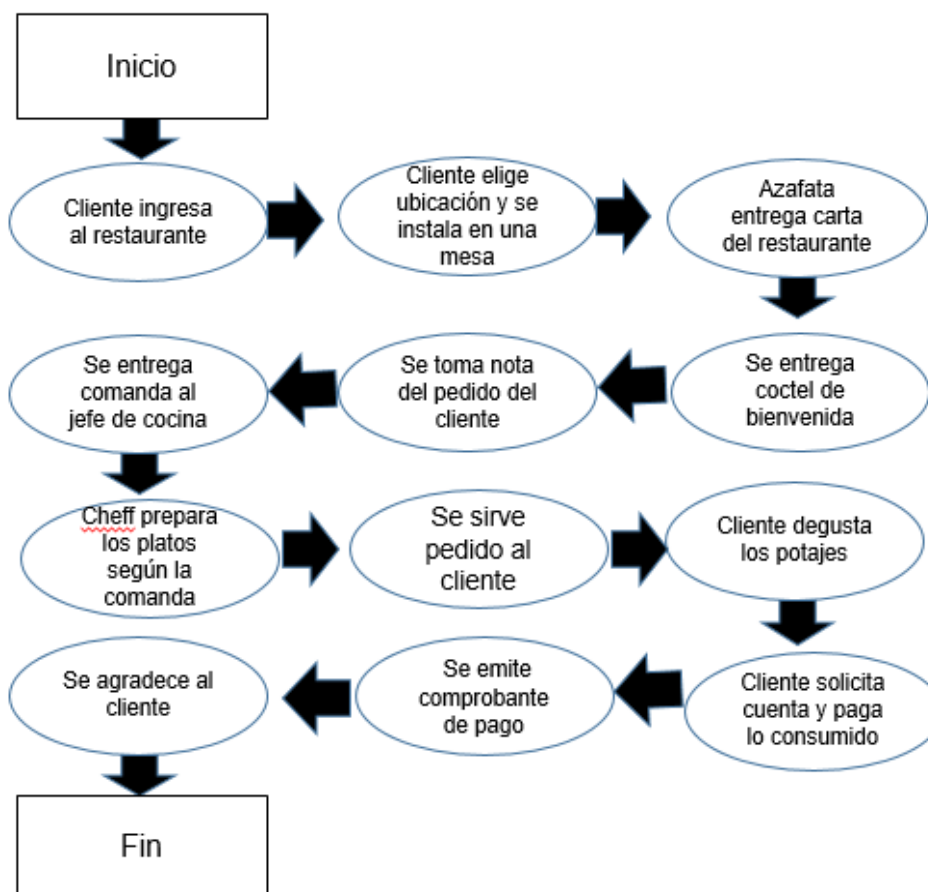 Inicio
Cliente ingresa
al restaurante
Cliente elige
ubicación y se
instala en una
mesa
Azafata
entrega carta
del restaurante
Se entrega
coctel de
bienvenida
Se toma nota
del pedido del
cliente
Se entrega
comanda al
jefe de cocina
Cheff prepara
los platos
según la
comanda
Se sirve
pedido al
cliente
Cliente degusta
los potajes
Cliente solicita
cuenta y paga
lo consumido
Se emite
comprobante
de pago
Se agradece al
cliente
Fin